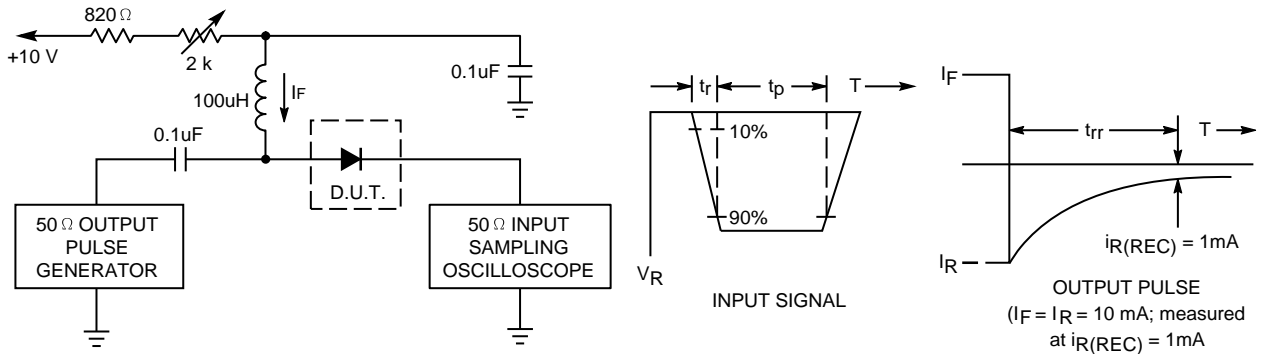 820 Ω
+10 V
2 k
100uH
IF
0.1uF
0.1uF
D.U.T.
50 Ω OUTPUT
PULSE
GENERATOR
50 Ω INPUT
SAMPLING
OSCILLOSCOPE
tr
tp
T
10%
90%
VR
INPUT SIGNAL
IF
trr
T
iR(REC) = 1mA
IR
OUTPUT PULSE
(IF = IR = 10 mA; measured
at iR(REC) = 1mA